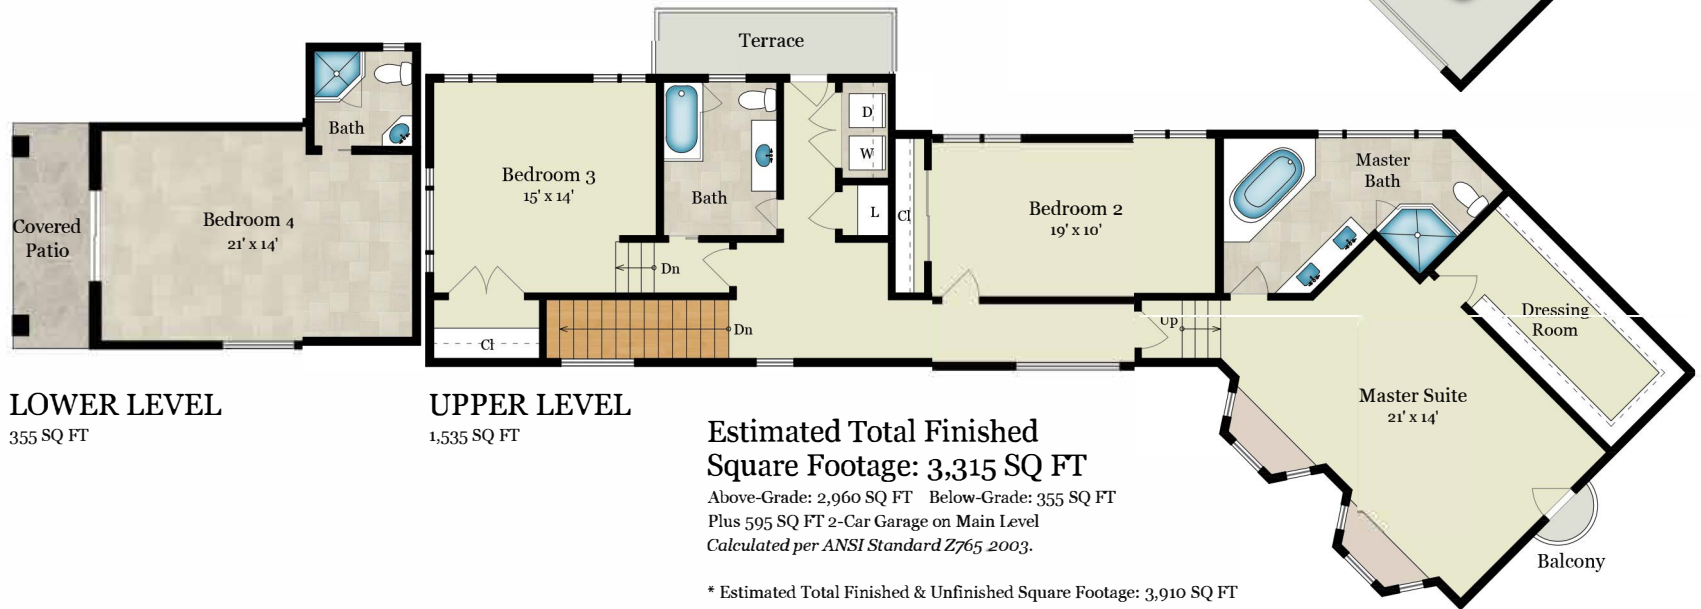 Terrace
Bath
D
W
Bedroom 3
15' x 14'
Bath
L
Cl
Bedroom 2
19' x 10'
Master
Bath
Covered
Patio
Bedroom 4
21' x 14'
Dn
Dn
Cl
Up
Dressing
Room
Master Suite
21' x 14'
Balcony
LOWER LEVEL
355 SQ FT
UPPER LEVEL
1,535 SQ FT
Estimated Total Finished
Square Footage: 3,315 SQ FT
Above-Grade: 2,960 SQ FT Below-Grade: 355 SQ FT
Plus 595 SQ FT 2-Car Garage on Main Level
Calculated per ANSI Standard Z765 2003.
* Estimated Total Finished & Unfinished Square Footage: 3,910 SQ FT